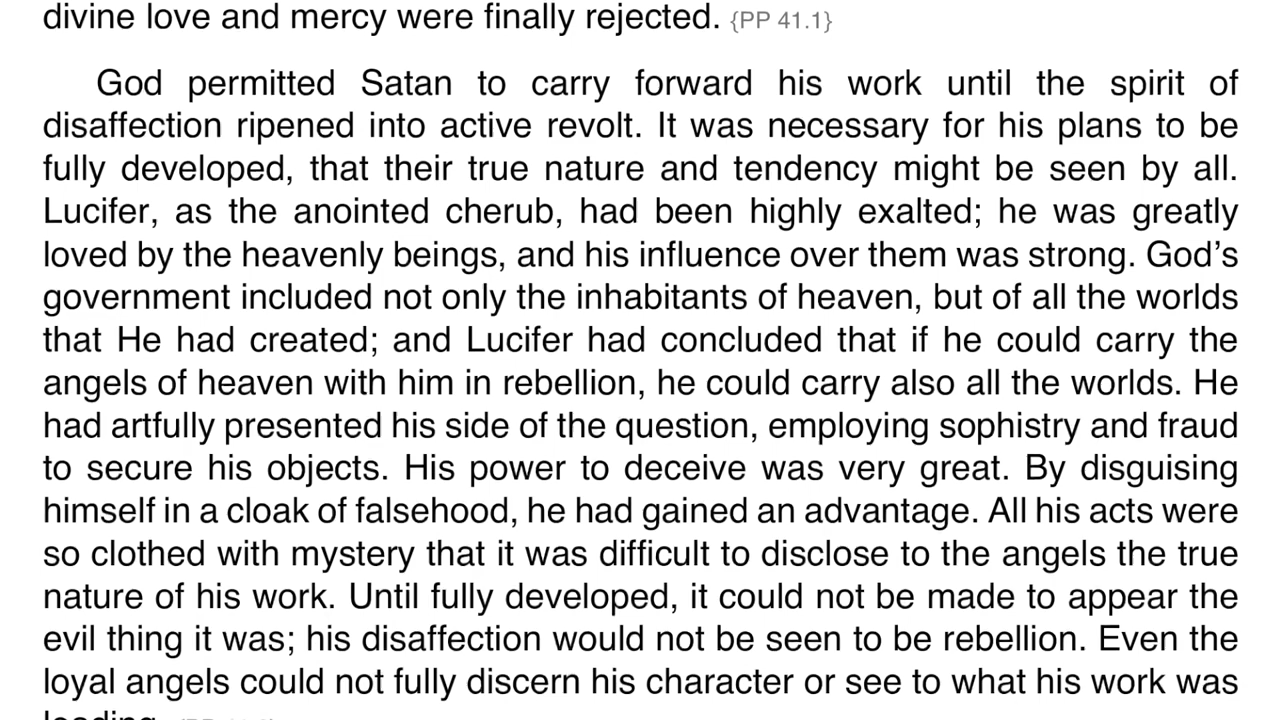 divine love and mercy were finally rejected. {PP 41.1}
God permitted Satan to carry forward his work until the spirit of
disaffection ripened into active revolt. It was necessary for his plans to be
fully developed, that their true nature and tendency might be seen by all.
Lucifer, as the anointed cherub, had been highly exalted; he was greatly
loved by the heavenly beings, and his influence over them was strong. God’s
government included not only the inhabitants of heaven, but of all the worlds
that He had created; and Lucifer had concluded that if he could carry the
angels of heaven with him in rebellion, he could carry also all the worlds. He
had artfully presented his side of the question, employing sophistry and fraud
to secure his objects. His power to deceive was very great. By disguising
himself in a cloak of falsehood, he had gained an advantage. All his acts were
so clothed with mystery that it was difficult to disclose to the angels the true
nature of his work. Until fully developed, it could not be made to appear the
evil thing it was; his disaffection would not be seen to be rebellion. Even the
loyal angels could not fully discern his character or see to what his work was